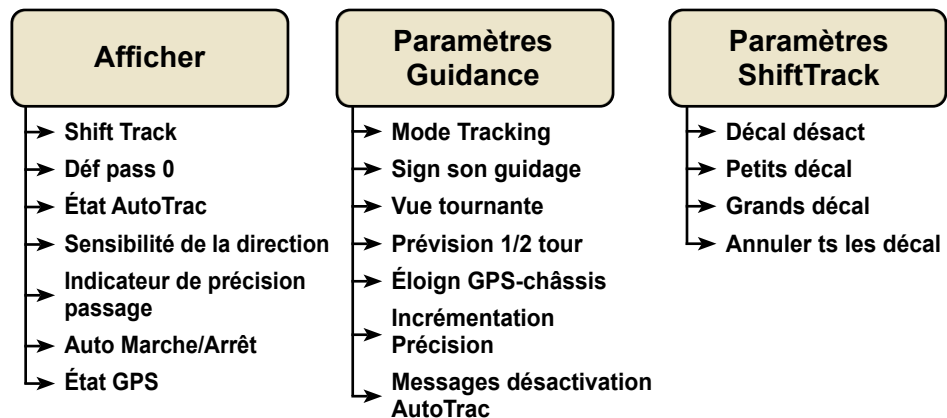 Afficher
Shift Track
Déf pass 0
État AutoTrac
Sensibilité de la direction
Indicateur de précision
passage
Auto Marche/Arrêt
État GPS
Paramètres
Guidance
Mode Tracking
Sign son guidage
Vue tournante
Prévision 1/2 tour
Éloign GPS-châssis
Incrémentation
Précision
Messages désactivation
AutoTrac
Paramètres
ShiftTrack
Décal désact
Petits décal
Grands décal
Annuler ts les décal